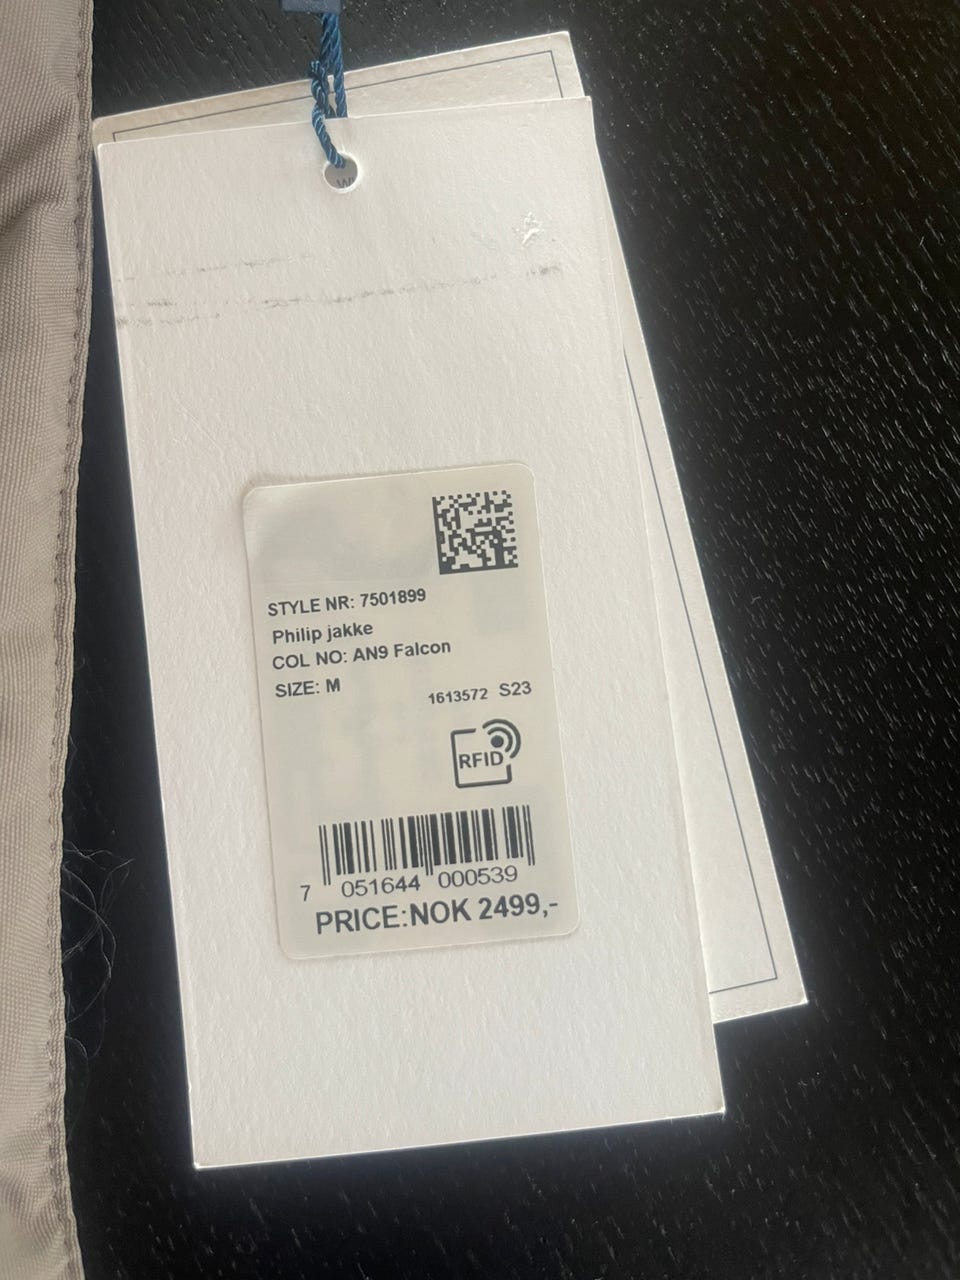 W
STYLE NR: 7501899
Philip jakke
COL NO: AN9 Falcon
SIZE: M
1613572 S23
RFID
7 051644 000539
PRICE:NOK 2499,-